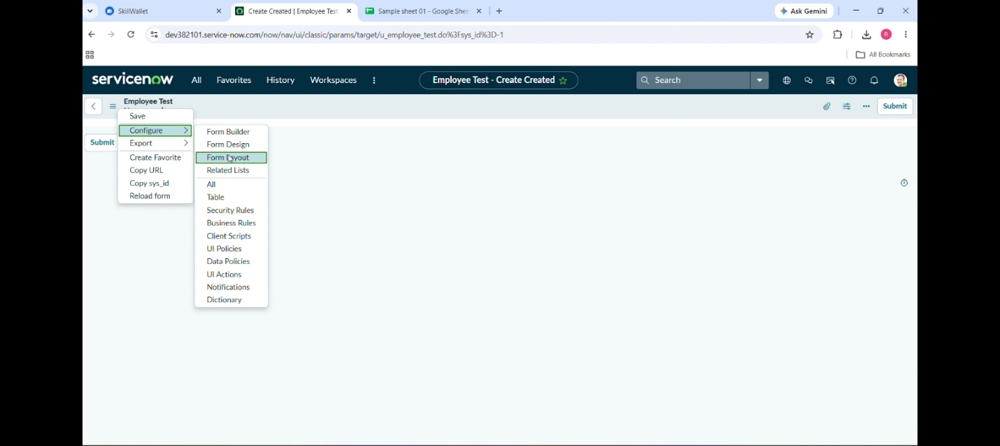 SkillWallet
Create Created | Employee Test
Sample sheet 01 - Google Shee
Ask Gemini
dev382101.service-now.com/now/nav/ui/classic/params/target/u_employee_test.do%3Fsys_id%3D-1
All Bookmarks
servicenow All Favorites History Workspaces
Employee Test - Create Created
Search
Employee Test
Submit
Submit
Save
Configure
Export
Create Favorite
Copy URL
Copy sys_id
Reload form
Form Builder
Form Design
Form Layout
Related Lists
All
Table
Security Rules
Business Rules
Client Scripts
UI Policies
Data Policies
UI Actions
Notifications
Dictionary